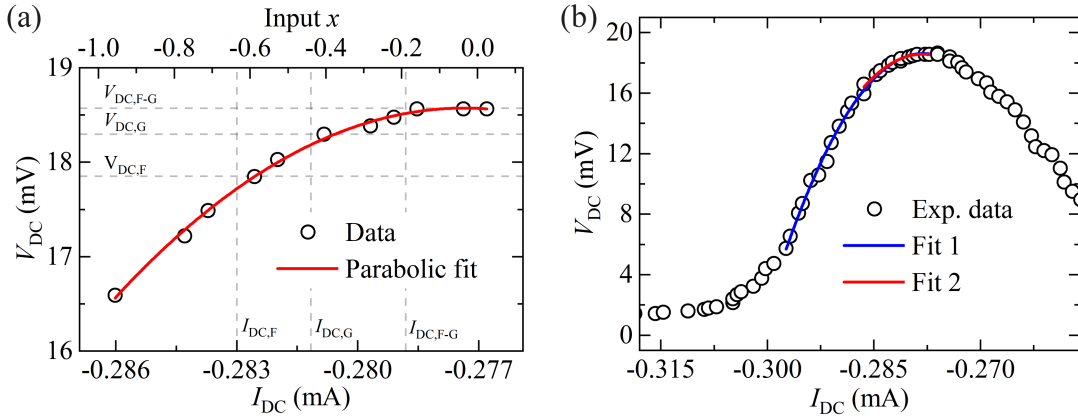 (a)
Input x
-1.0 -0.8 -0.6 -0.4 -0.2 0.0
19
18
17
16
V_DC (mV)
V_DC,F-G
V_DC,G
V_DC,F
Data
Parabolic fit
I_DC,F
I_DC,G
I_DC,F-G
-0.286 -0.283 -0.280 -0.277
I_DC (mA)
(b)
20
16
12
8
4
0
V_DC (mV)
Exp. data
Fit 1
Fit 2
-0.315 -0.300 -0.285 -0.270
I_DC (mA)